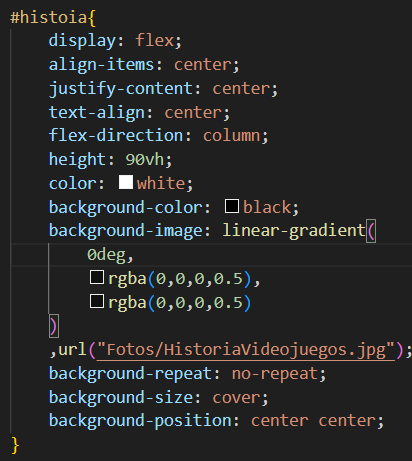 #histoia{
display: flex;
align-items: center;
justify-content: center;
text-align: center;
flex-direction: column;
height: 90vh;
color: white;
background-color: black;
background-image: linear-gradient(
0deg,
rgba(0,0,0,0.5),
rgba(0,0,0,0.5)
)
,url("Fotos/HistoriaVideojuegos.jpg");
background-repeat: no-repeat;
background-size: cover;
background-position: center center;
}